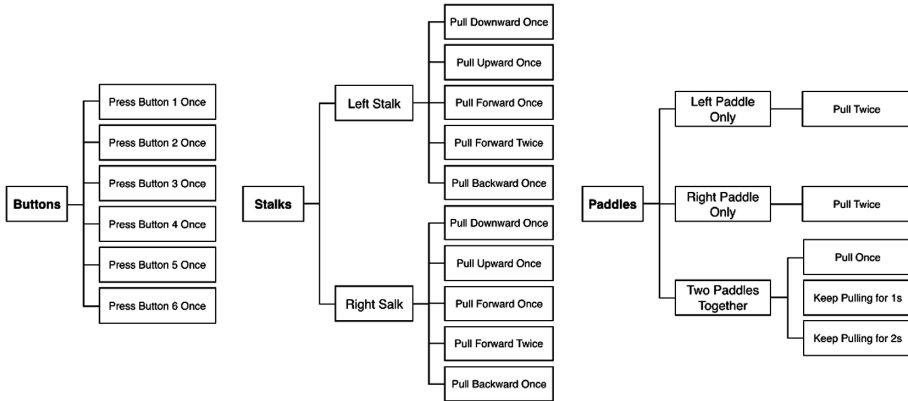 Buttons
Press Button 1 Once
Press Button 2 Once
Press Button 3 Once
Press Button 4 Once
Press Button 5 Once
Press Button 6 Once
Stalks
Left Stalk
Pull Downward Once
Pull Upward Once
Pull Forward Once
Pull Forward Twice
Pull Backward Once
Right Salk
Pull Downward Once
Pull Upward Once
Pull Forward Once
Pull Forward Twice
Pull Backward Once
Paddles
Left Paddle
Only
Pull Twice
Right Paddle
Only
Pull Twice
Two Paddles
Together
Pull Once
Keep Pulling for 1s
Keep Pulling for 2s